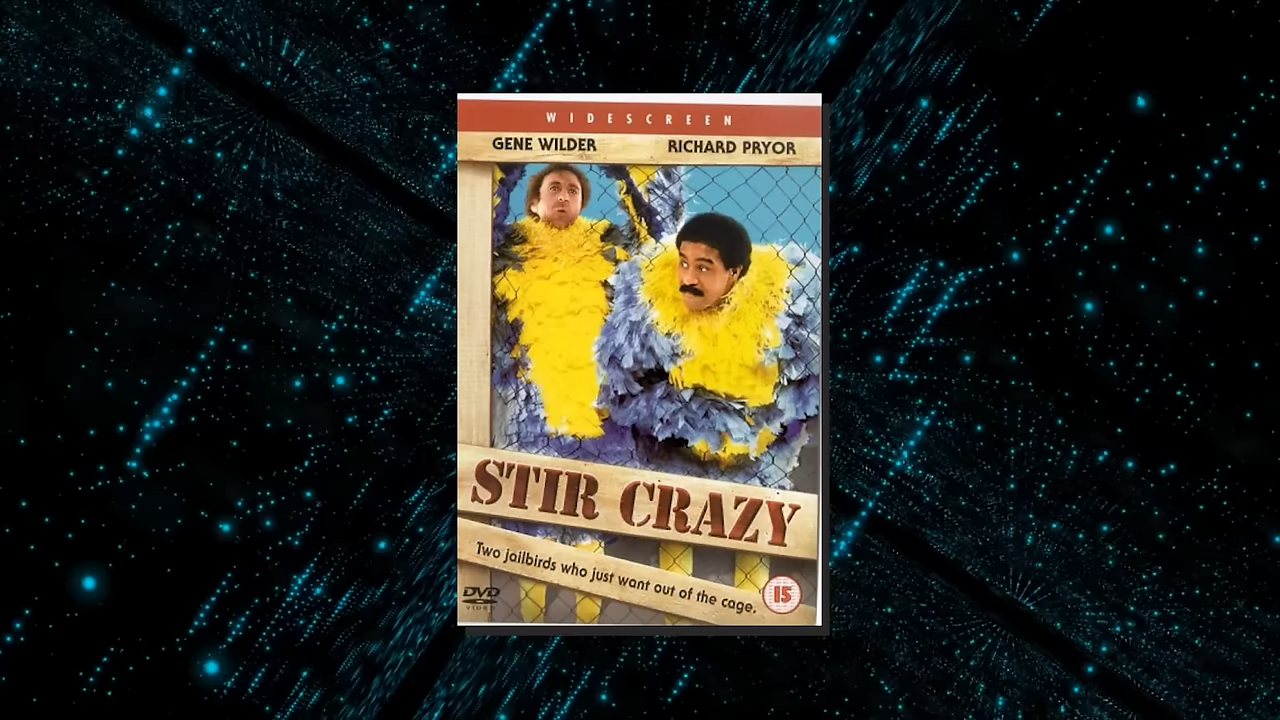 WIDESCREEN
GENE WILDER RICHARD PRYOR
STIR CRAZY
Two jailbirds who just want out of the cage.
DVD
VIDEO
15